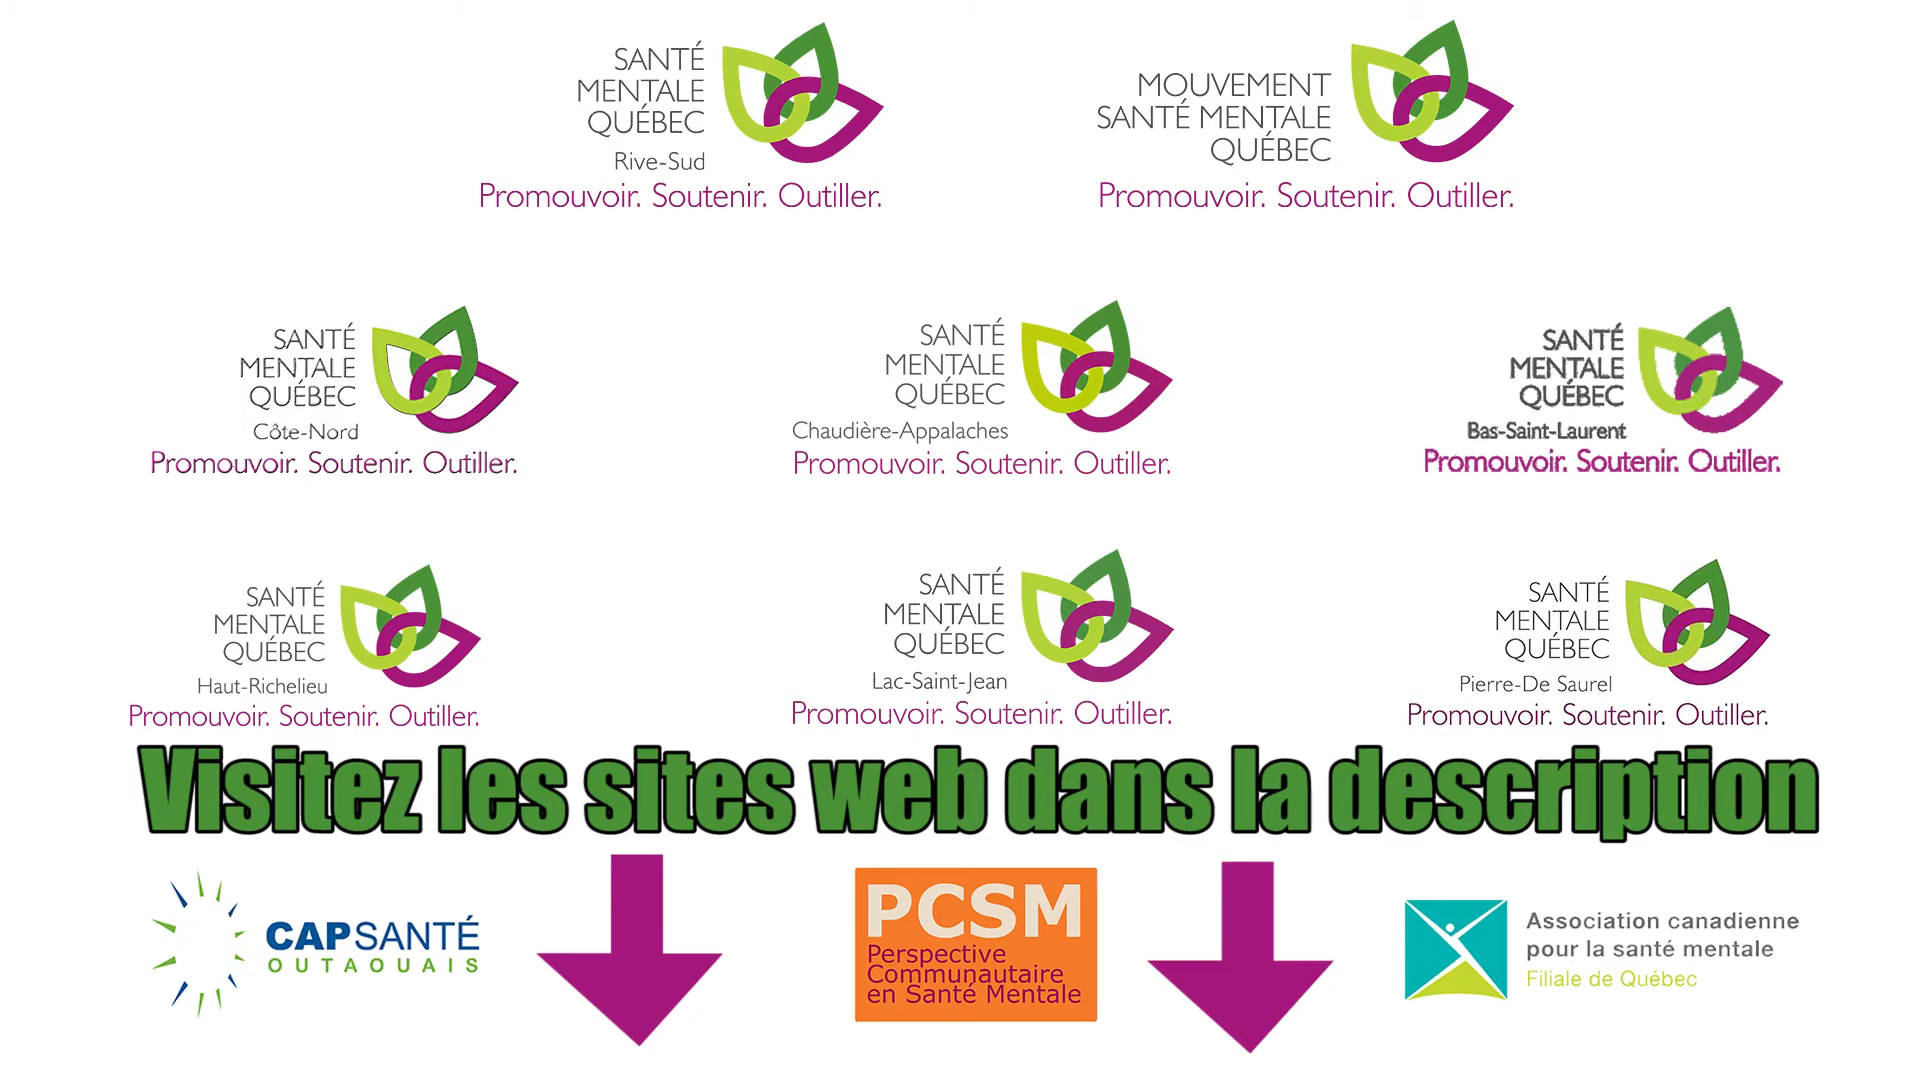 SANTÉ
MENTALE
QUÉBEC
Rive-Sud
Promouvoir. Soutenir. Outiller.
MOUVEMENT
SANTÉ MENTALE
QUÉBEC
Promouvoir. Soutenir. Outiller.
SANTÉ
MENTALE
QUÉBEC
Côte-Nord
Promouvoir. Soutenir. Outiller.
SANTÉ
MENTALE
QUÉBEC
Chaudière-Appalaches
Promouvoir. Soutenir. Outiller.
SANTÉ
MENTALE
QUÉBEC
Bas-Saint-Laurent
Promouvoir. Soutenir. Outiller.
SANTÉ
MENTALE
QUÉBEC
Haut-Richelieu
Promouvoir. Soutenir. Outiller.
SANTÉ
MENTALE
QUÉBEC
Lac-Saint-Jean
Promouvoir. Soutenir. Outiller.
SANTÉ
MENTALE
QUÉBEC
Pierre-De Saurel
Promouvoir. Soutenir. Outiller.
Visitez les sites web dans la description
CAPSANTÉ
OUTAOUAIS
PCSM
Perspective
Communautaire
en Santé Mentale
Association canadienne
pour la santé mentale
Filiale de Québec